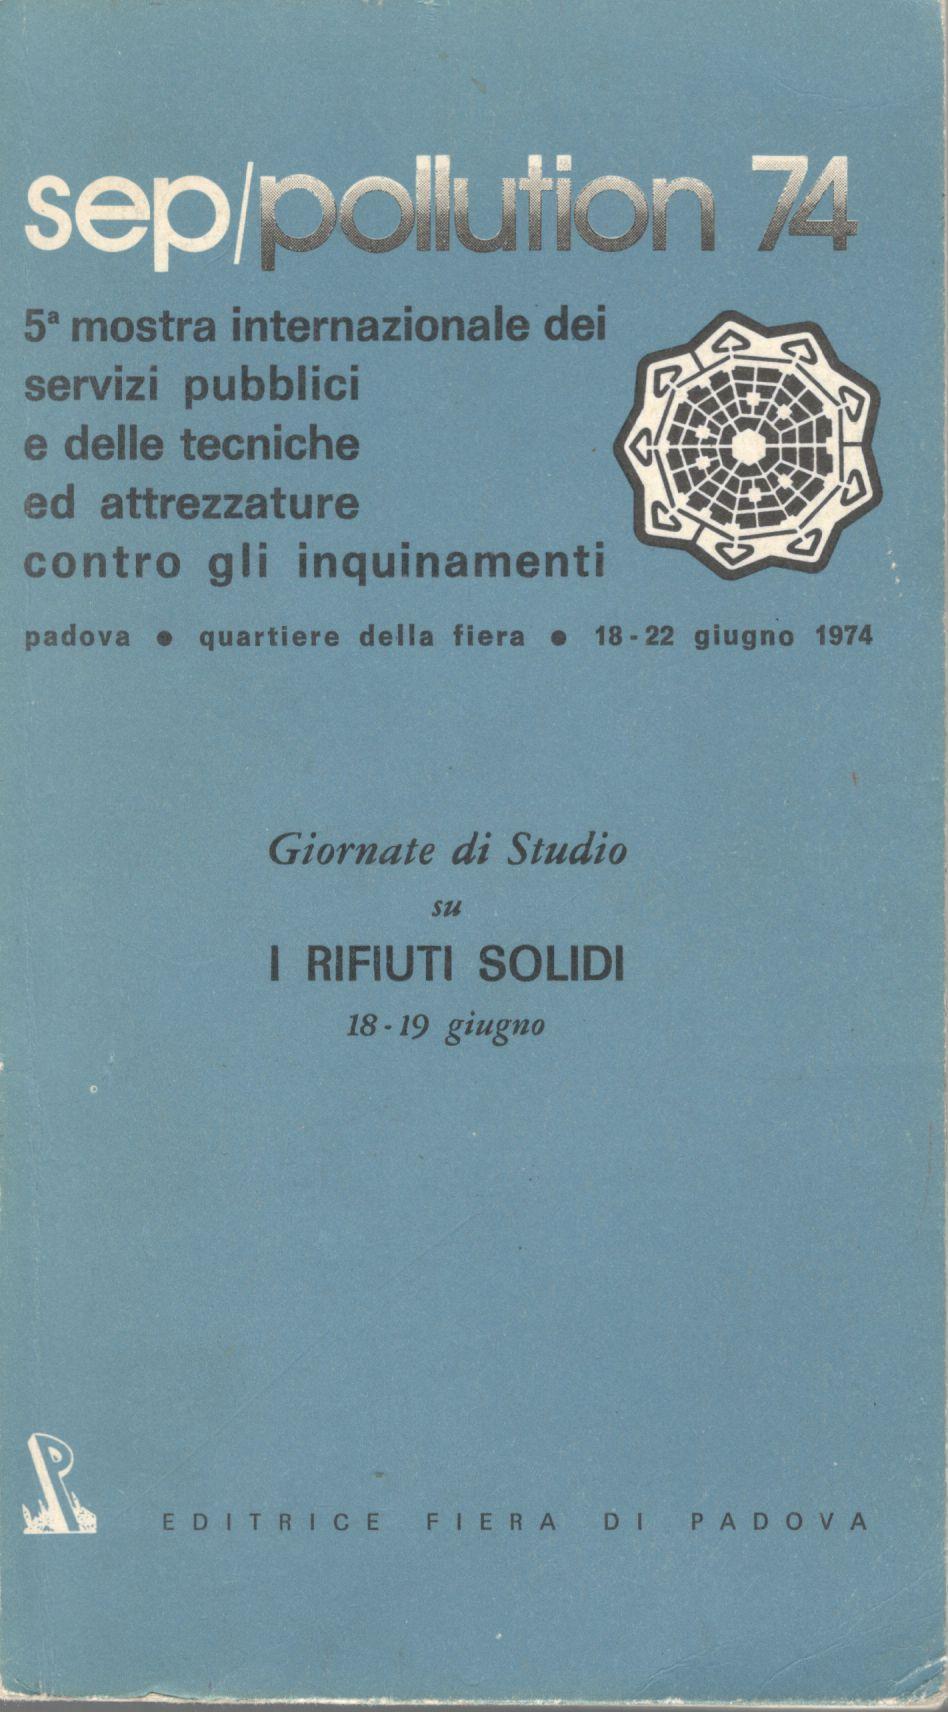 sep/pollution 74
5ª mostra internazionale dei
servizi pubblici
e delle tecniche
ed attrezzature
contro gli inquinamenti
padova • quartiere della fiera • 18-22 giugno 1974
Giornate di Studio
su
I RIFIUTI SOLIDI
18-19 giugno
P
EDITRICE FIERA DI PADOVA